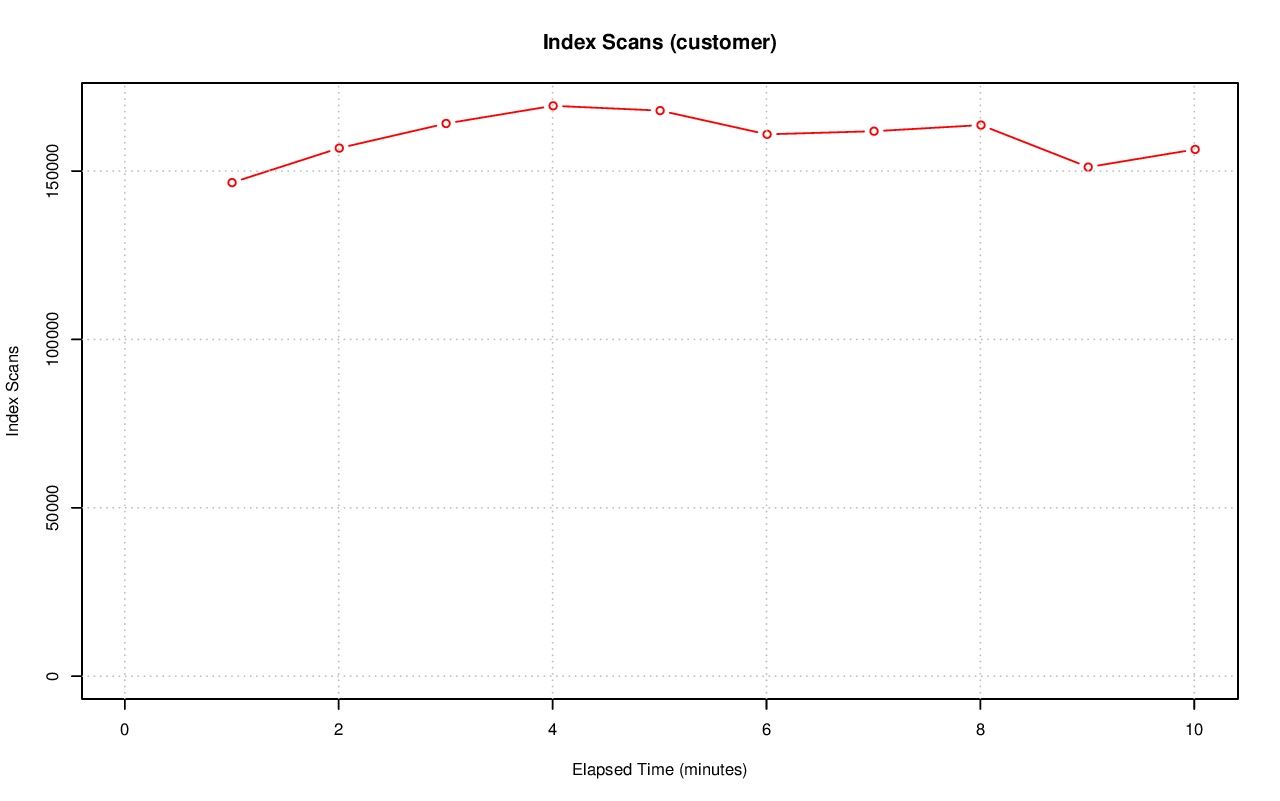 Index Scans (customer)
150000
100000
50000
0
Index Scans
0 2 4 6 8 10
Elapsed Time (minutes)